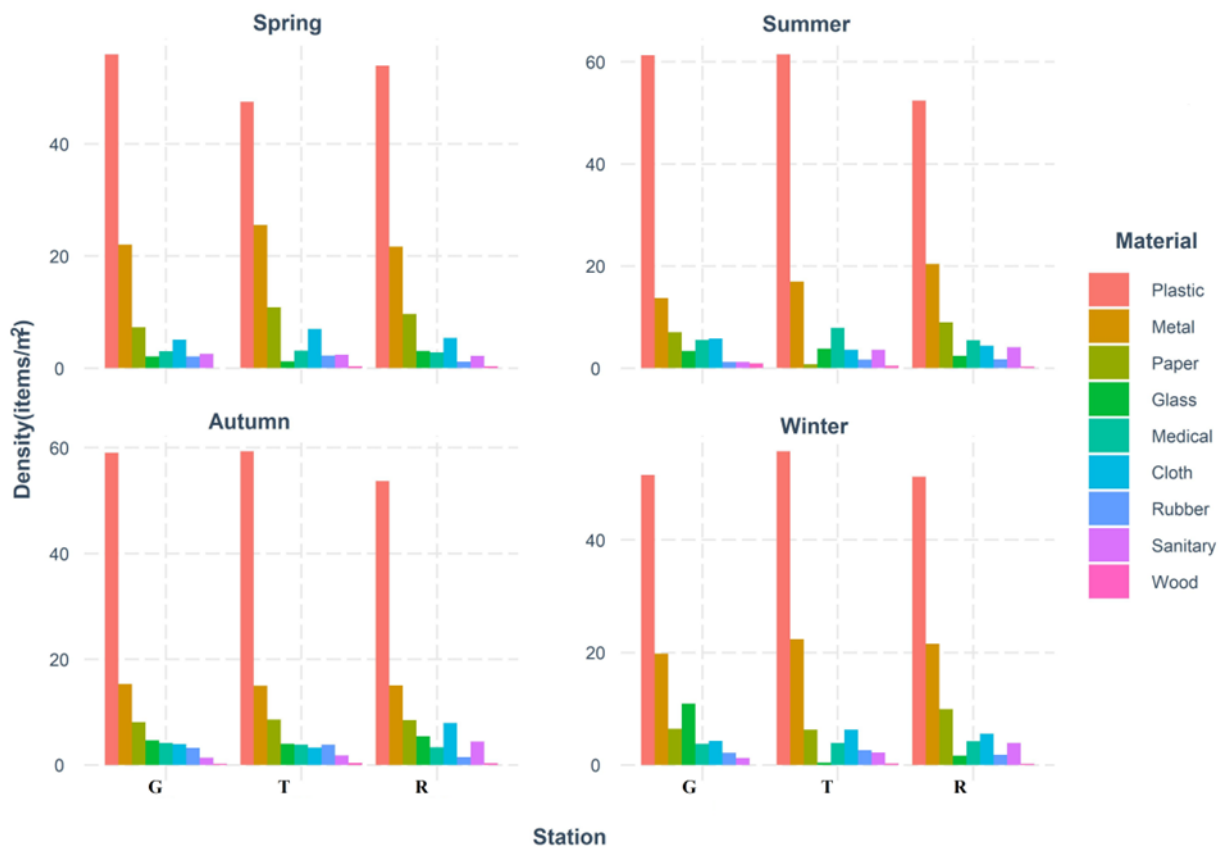 Spring
Summer
40
20
0
60
40
20
0
Density(items/m²)
Autumn
Winter
60
40
20
0
40
20
0
G T R
G T R
Station
Material
Plastic
Metal
Paper
Glass
Medical
Cloth
Rubber
Sanitary
Wood